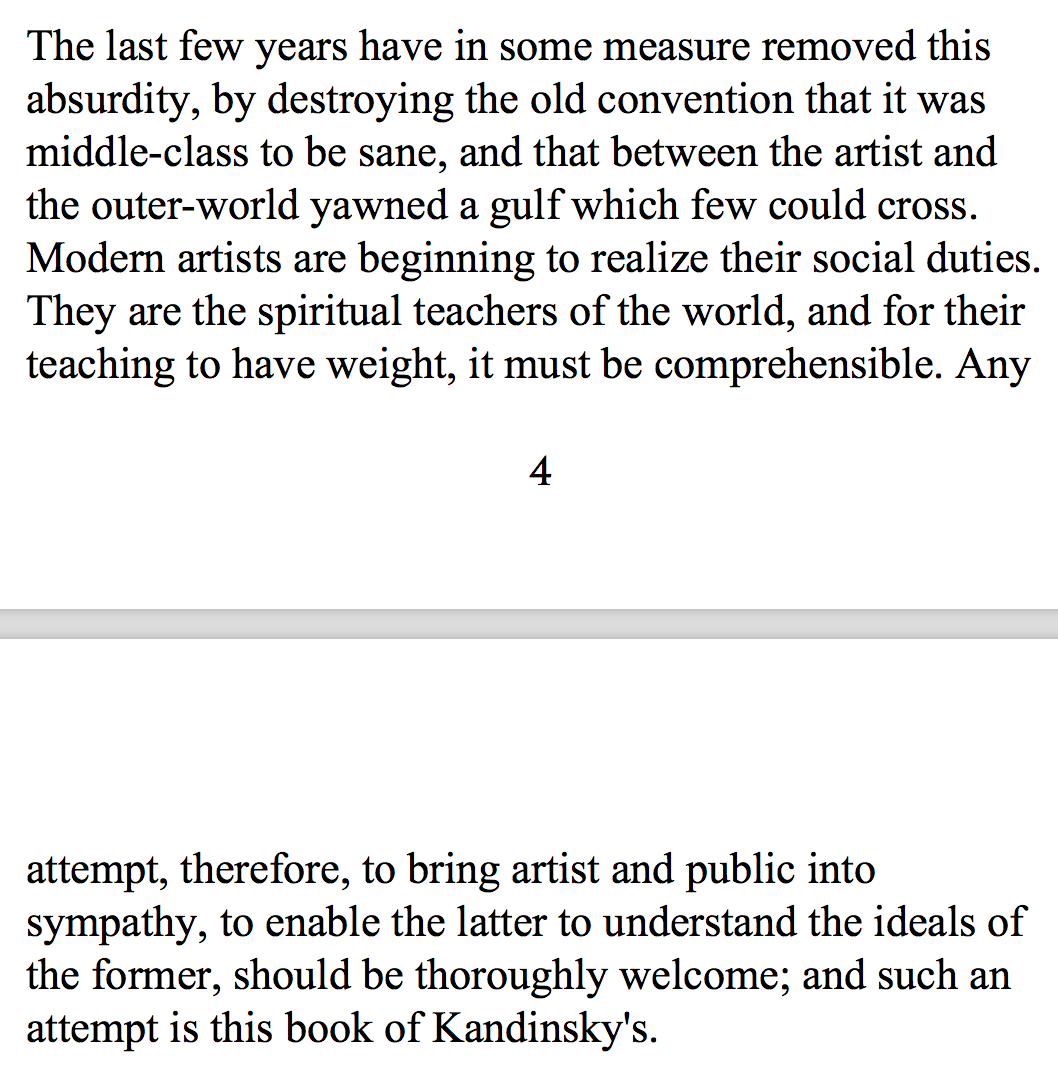 The last few years have in some measure removed this
absurdity, by destroying the old convention that it was
middle-class to be sane, and that between the artist and
the outer-world yawned a gulf which few could cross.
Modern artists are beginning to realize their social duties.
They are the spiritual teachers of the world, and for their
teaching to have weight, it must be comprehensible. Any
4
attempt, therefore, to bring artist and public into
sympathy, to enable the latter to understand the ideals of
the former, should be thoroughly welcome; and such an
attempt is this book of Kandinsky's.